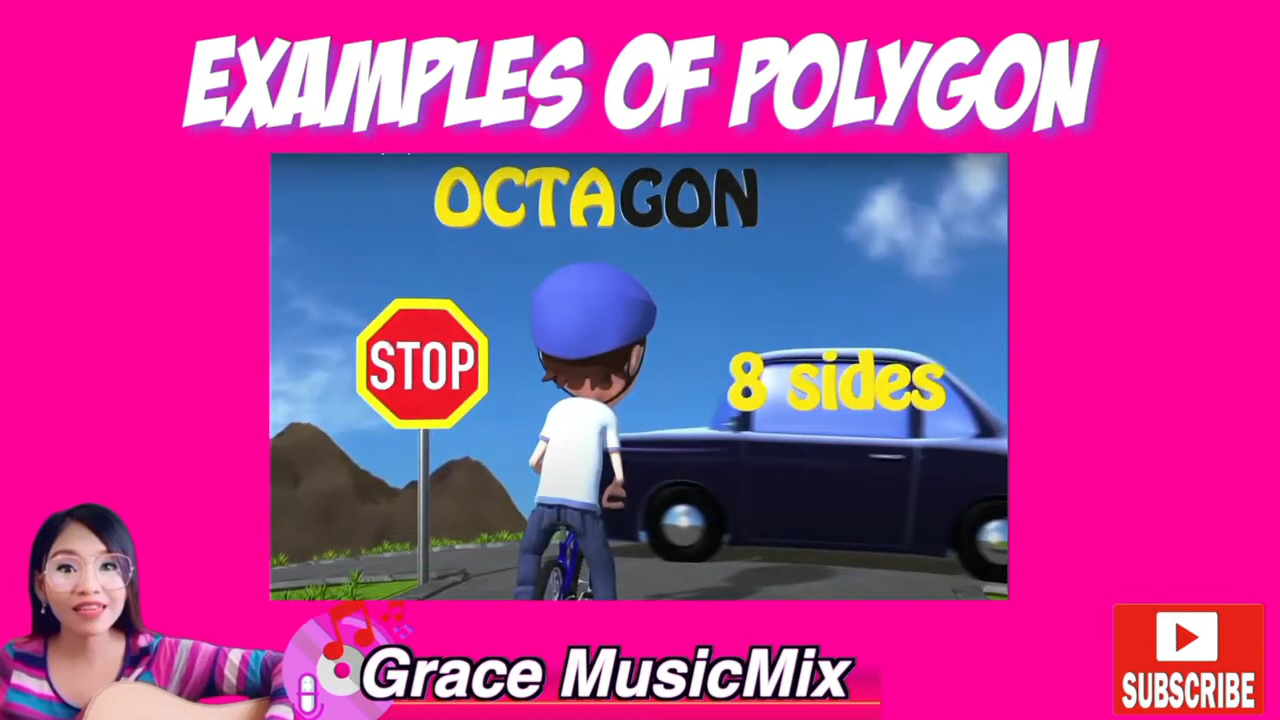 EXAMPLES OF POLYGON
OCTAGON
STOP
8 sides
Grace MusicMix
SUBSCRIBE